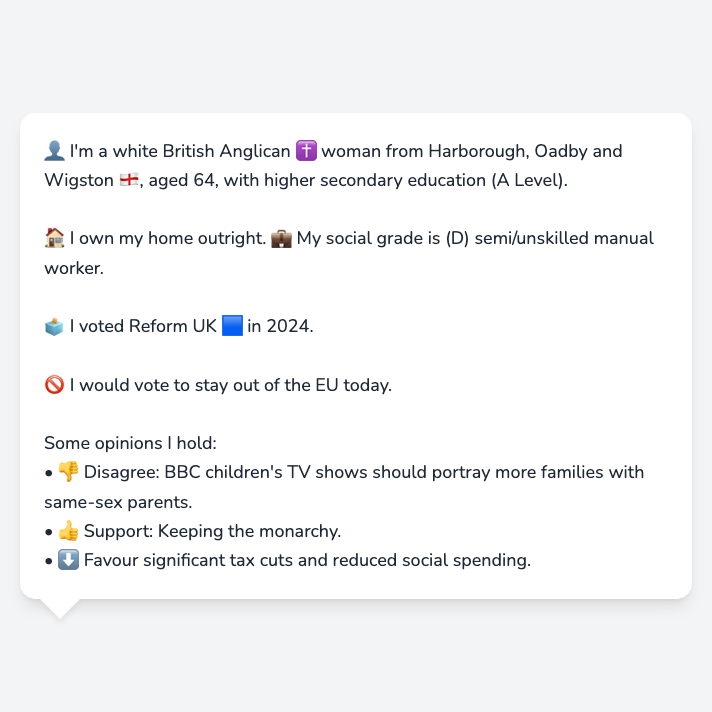 👤 I'm a white British Anglican ✝️ woman from Harborough, Oadby and
Wigston 🏴󠁧󠁢󠁥󠁮󠁧󠁿, aged 64, with higher secondary education (A Level).
🏠 I own my home outright. 💼 My social grade is (D) semi/unskilled manual
worker.
🗳️ I voted Reform UK 🟦 in 2024.
🚫 I would vote to stay out of the EU today.
Some opinions I hold:
• 👎 Disagree: BBC children's TV shows should portray more families with
same-sex parents.
• 👍 Support: Keeping the monarchy.
• ⬇️ Favour significant tax cuts and reduced social spending.